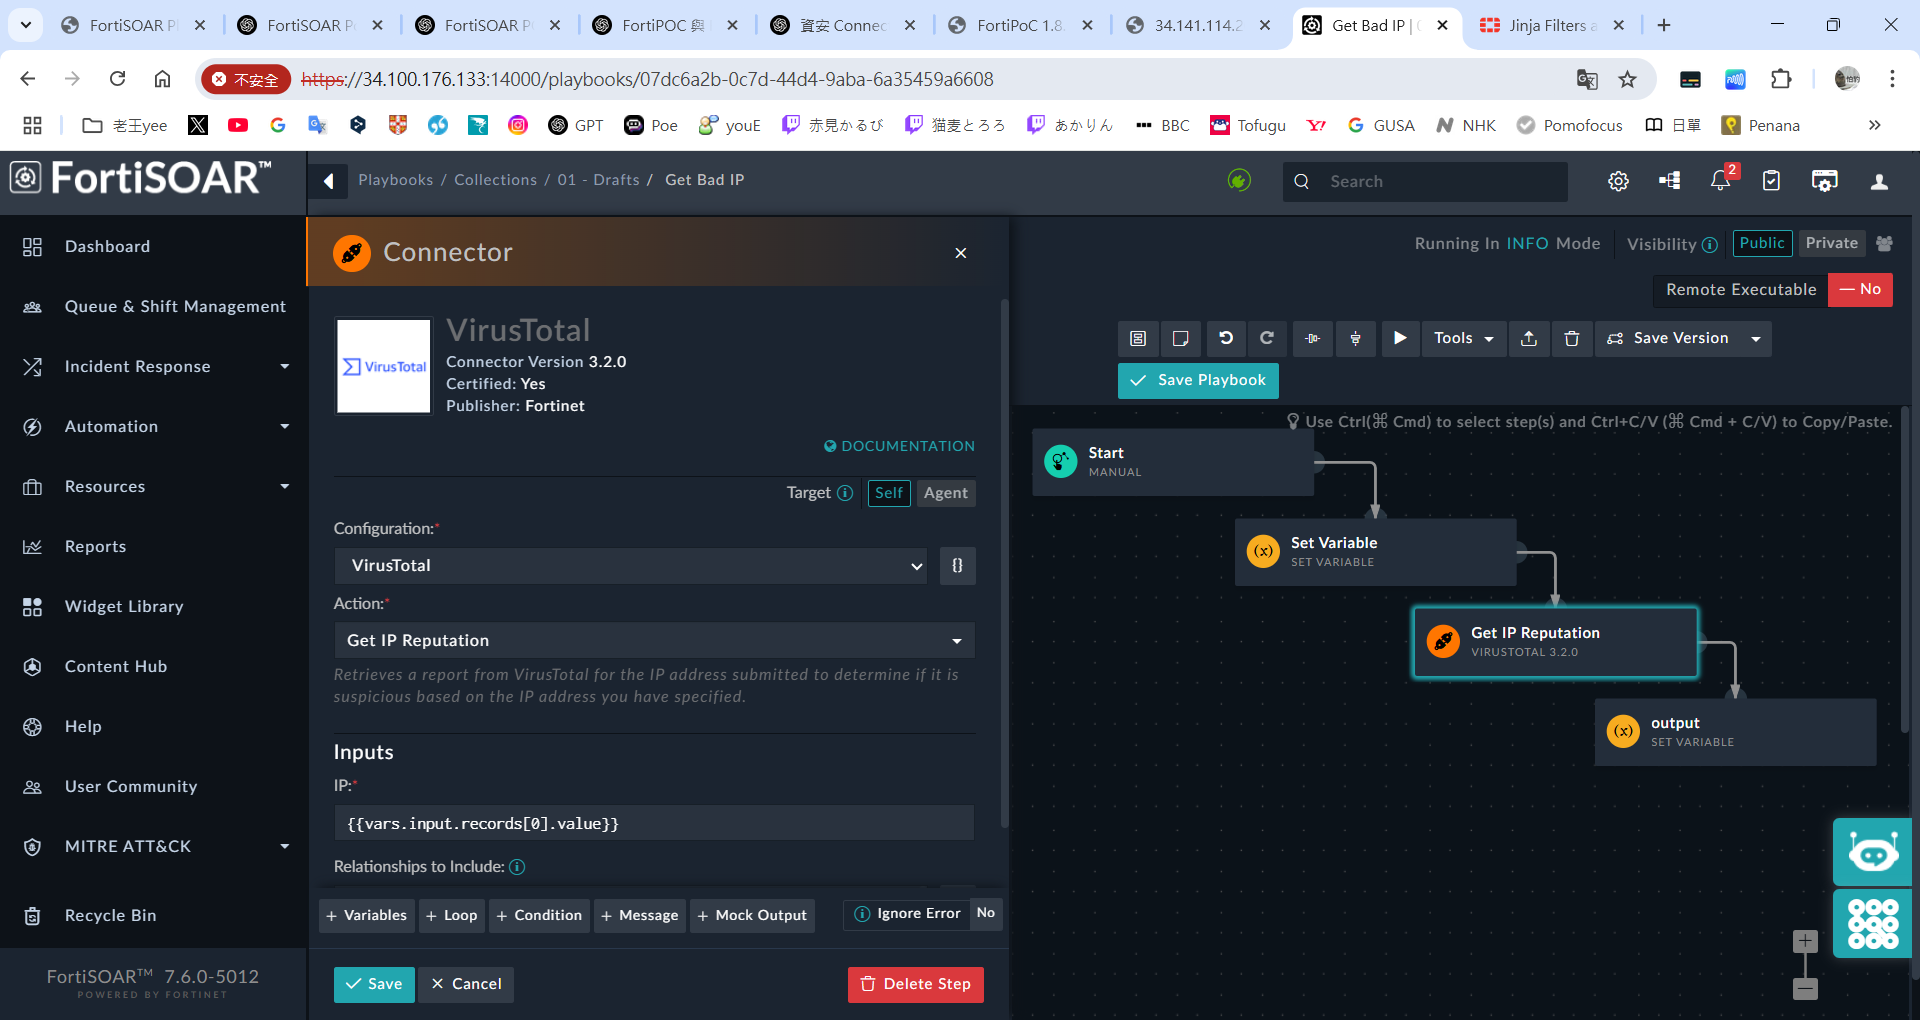 FortiSOAR P
FortiSOAR P
FortiSOAR P
FortiPOC 與
資安 Connec
FortiPoC 1.8.
34.141.114.2
Get Bad IP |
Jinja Filters a
不安全
https://34.100.176.133:14000/playbooks/07dc6a2b-0c7d-44d4-9aba-6a35459a6608
老王yee
GPT
Poe
youE
赤見かるび
猫麦とろろ
あかりん
BBC
Tofugu
GUSA
NHK
Pomofocus
日單
Penana
FortiSOAR™
Playbooks / Collections / 01 - Drafts / Get Bad IP
Search
2
Dashboard
Queue & Shift Management
Incident Response
Automation
Resources
Reports
Widget Library
Content Hub
Help
User Community
MITRE ATT&CK
Recycle Bin
FortiSOAR™ 7.6.0-5012
POWERED BY FORTINET
Connector
VirusTotal
VirusTotal
Connector Version 3.2.0
Certified: Yes
Publisher: Fortinet
DOCUMENTATION
Target
Self
Agent
Configuration:*
VirusTotal
{}
Action:*
Get IP Reputation
Retrieves a report from VirusTotal for the IP address submitted to determine if it is
suspicious based on the IP address you have specified.
Inputs
IP:*
{{vars.input.records[0].value}}
Relationships to Include:
+ Variables
+ Loop
+ Condition
+ Message
+ Mock Output
Ignore Error
No
Save
Cancel
Delete Step
Running In INFO Mode
Visibility
Public
Private
Remote Executable
No
Tools
Save Version
Save Playbook
Use Ctrl(⌘ Cmd) to select step(s) and Ctrl+C/V (⌘ Cmd + C/V) to Copy/Paste.
Start
MANUAL
(x)
Set Variable
SET VARIABLE
Get IP Reputation
VIRUSTOTAL 3.2.0
(x)
output
SET VARIABLE